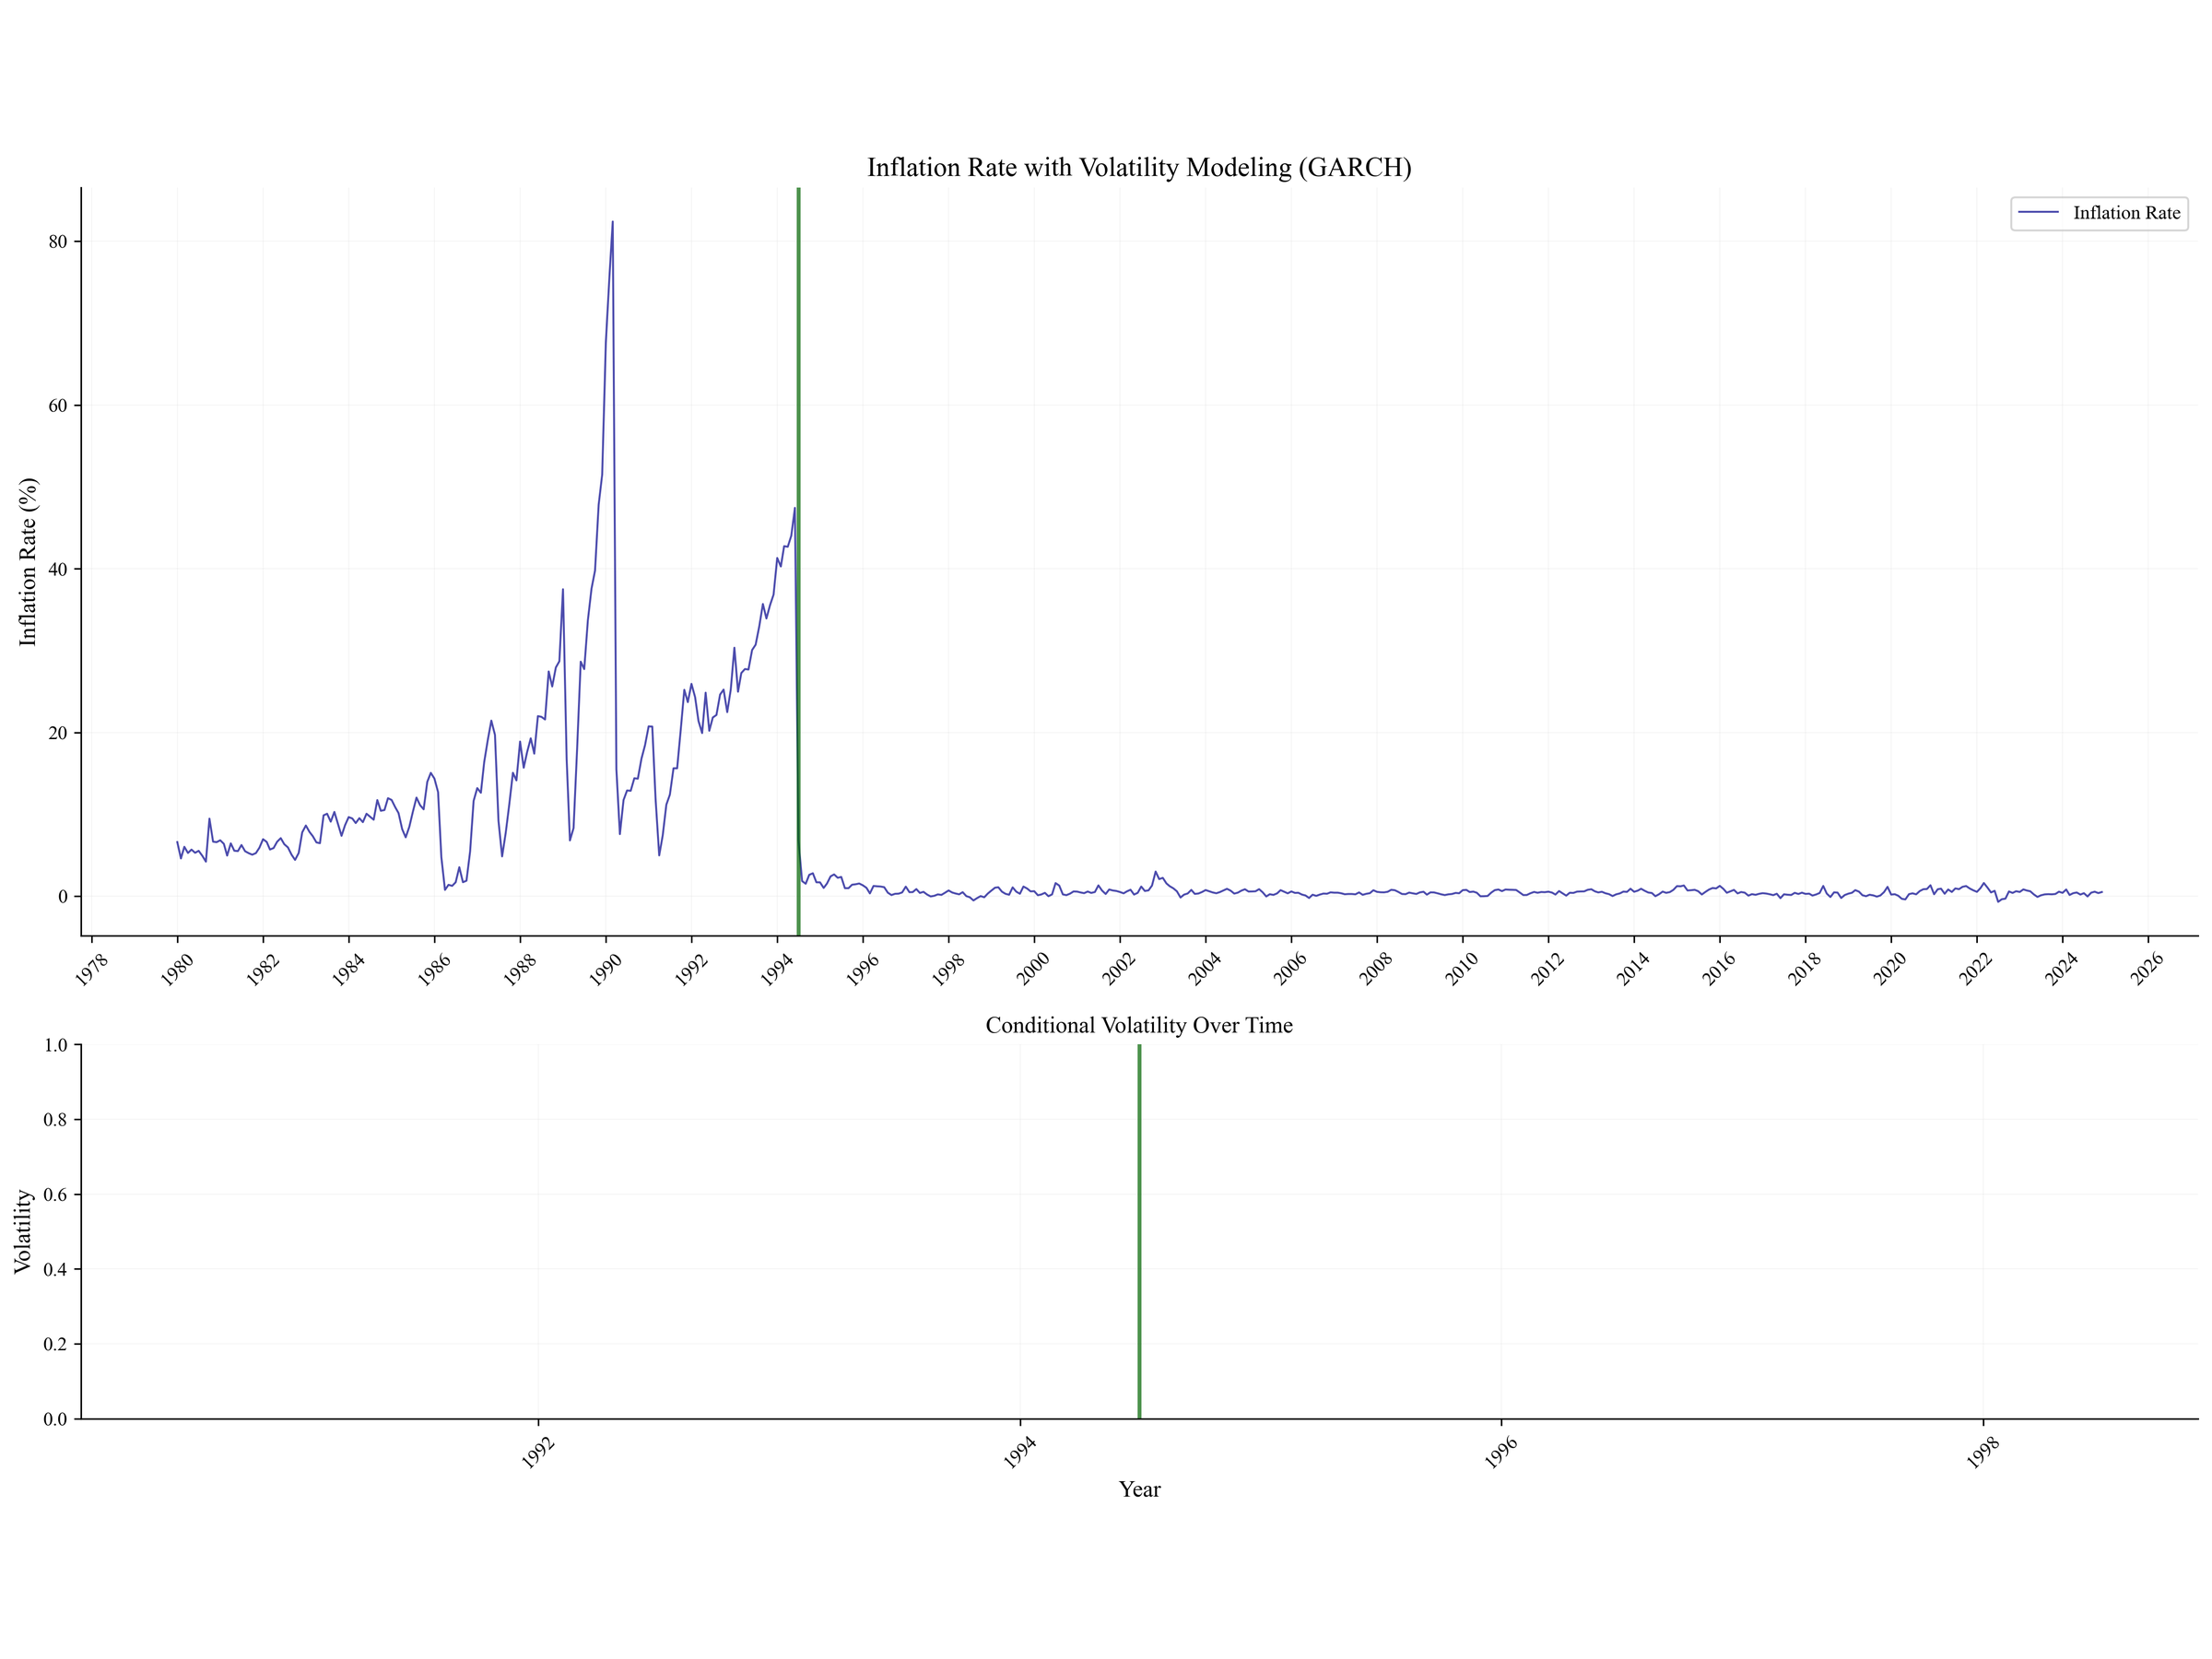 Inflation Rate with Volatility Modeling (GARCH)
Inflation Rate
Inflation Rate (%)
80
60
40
20
0
1978 1980 1982 1984 1986 1988 1990 1992 1994 1996 1998 2000 2002 2004 2006 2008 2010 2012 2014 2016 2018 2020 2022 2024 2026
Conditional Volatility Over Time
Volatility
1.0
0.8
0.6
0.4
0.2
0.0
1992 1994 1996 1998
Year